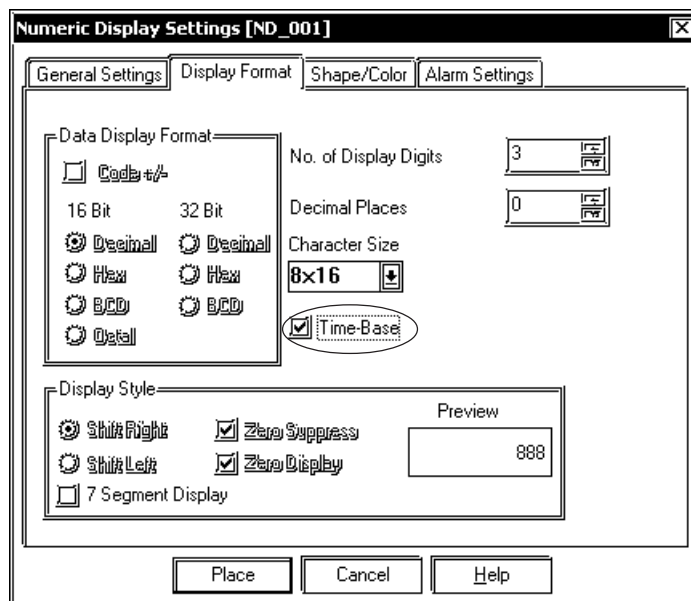 Numeric Display Settings [ND_001]
General Settings Display Format Shape/Color Alarm Settings
Data Display Format
Code +/-
16 Bit 32 Bit
Decimal Decimal
Hex Hex
BCD BCD
Octal
No. of Display Digits 3
Decimal Places 0
Character Size
8×16
Time-Base
Display Style
Shift Right Zero Suppress
Shift Left Zero Display
7 Segment Display
Preview
888
Place Cancel Help